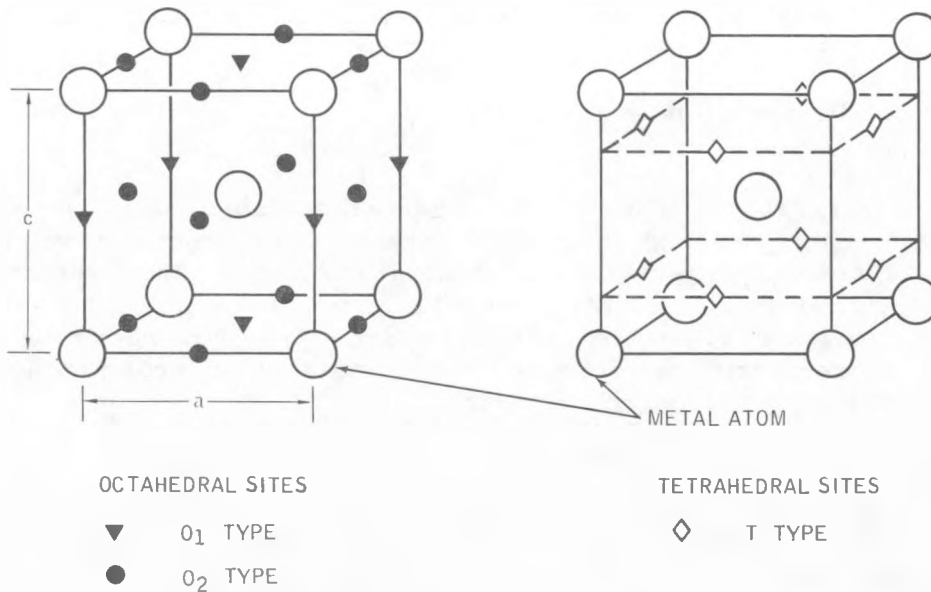 c
a
METAL ATOM
OCTAHEDRAL SITES
O1 TYPE
O2 TYPE
TETRAHEDRAL SITES
T TYPE